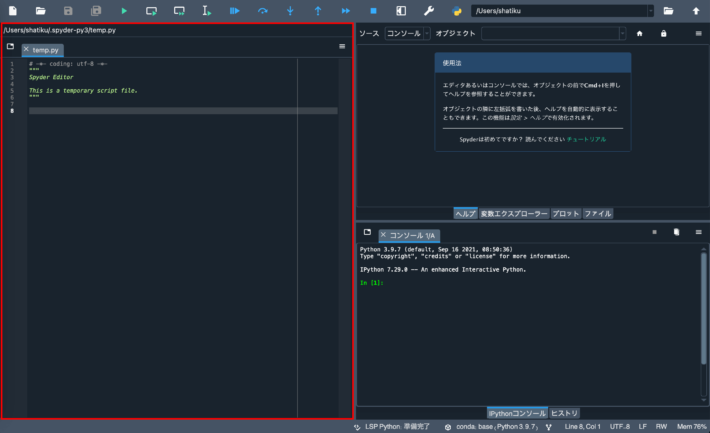 /Users/shatiku
/Users/shatiku/.spyder-py3/temp.py
temp.py
1 # -*- coding: utf-8 -*-
2 """
3 Spyder Editor
4
5 This is a temporary script file.
6 """
7
8
ソース コンソール オブジェクト
使用法
エディタあるいはコンソールでは、オブジェクトの前でCmd+Iを押し
てヘルプを参照することができます。
オブジェクトの隣に左括弧を書いた後、ヘルプを自動的に表示するこ
ともできます。この機能は設定 > ヘルプで有効化されます。
Spyderは初めてですか？ 読んでください チュートリアル
ヘルプ 変数エクスプローラー プロット ファイル
コンソール 1/A
Python 3.9.7 (default, Sep 16 2021, 08:50:36)
Type "copyright", "credits" or "license" for more information.
IPython 7.29.0 -- An enhanced Interactive Python.
In [1]:
IPythonコンソール ヒストリ
LSP Python: 準備完了 conda: base (Python 3.9.7) Line 8, Col 1 UTF-8 LF RW Mem 76%